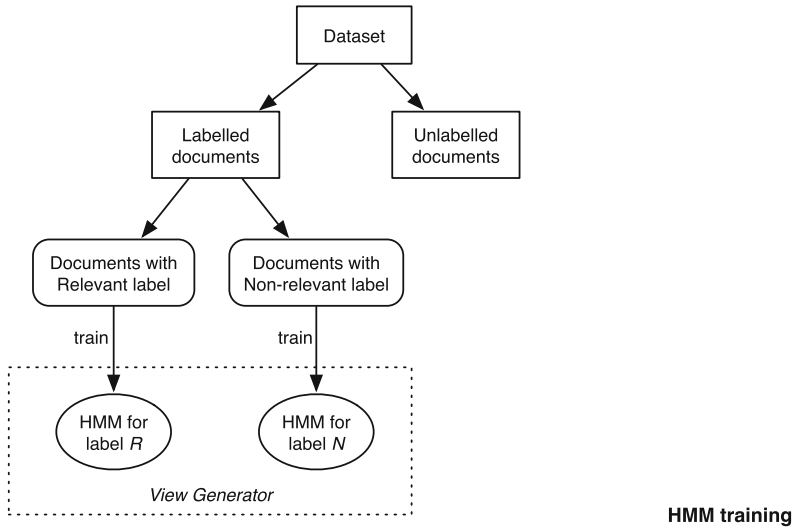 Dataset
Labelled
documents
Unlabelled
documents
Documents with
Relevant label
Documents with
Non-relevant label
train
train
HMM for
label R
HMM for
label N
View Generator
HMM training